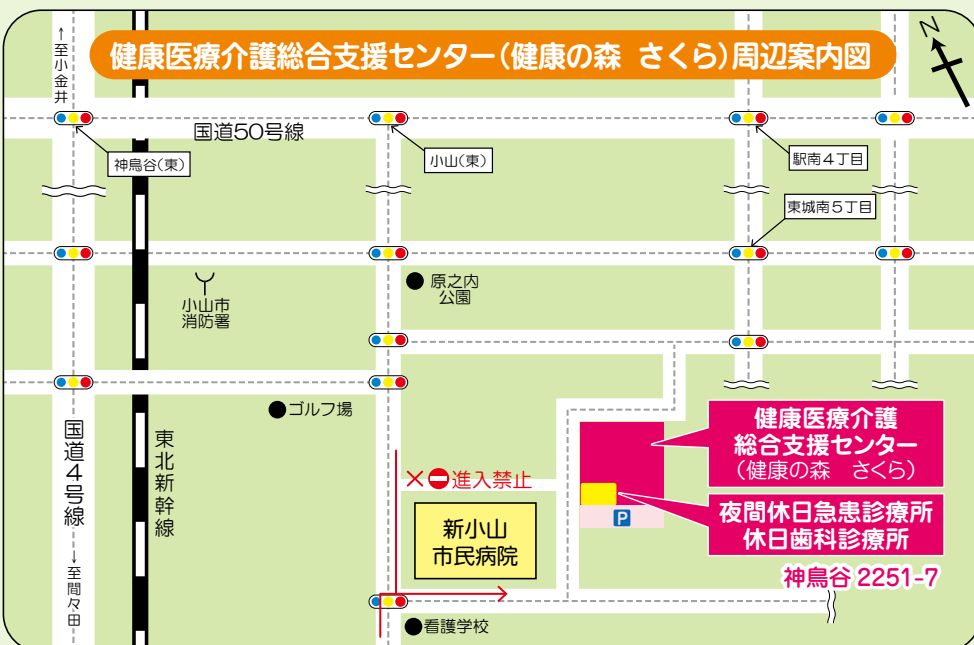 健康医療介護総合支援センター(健康の森 さくら)周辺案内図
N
↑至小金井
国道50号線
神鳥谷(東)
小山(東)
駅南4丁目
東城南5丁目
小山市
消防署
原之内
公園
ゴルフ場
国道4号線
東北新幹線
↓至間々田
×進入禁止
新小山
市民病院
健康医療介護
総合支援センター
(健康の森 さくら)
夜間休日急患診療所
休日歯科診療所
P
神鳥谷 2251-7
看護学校